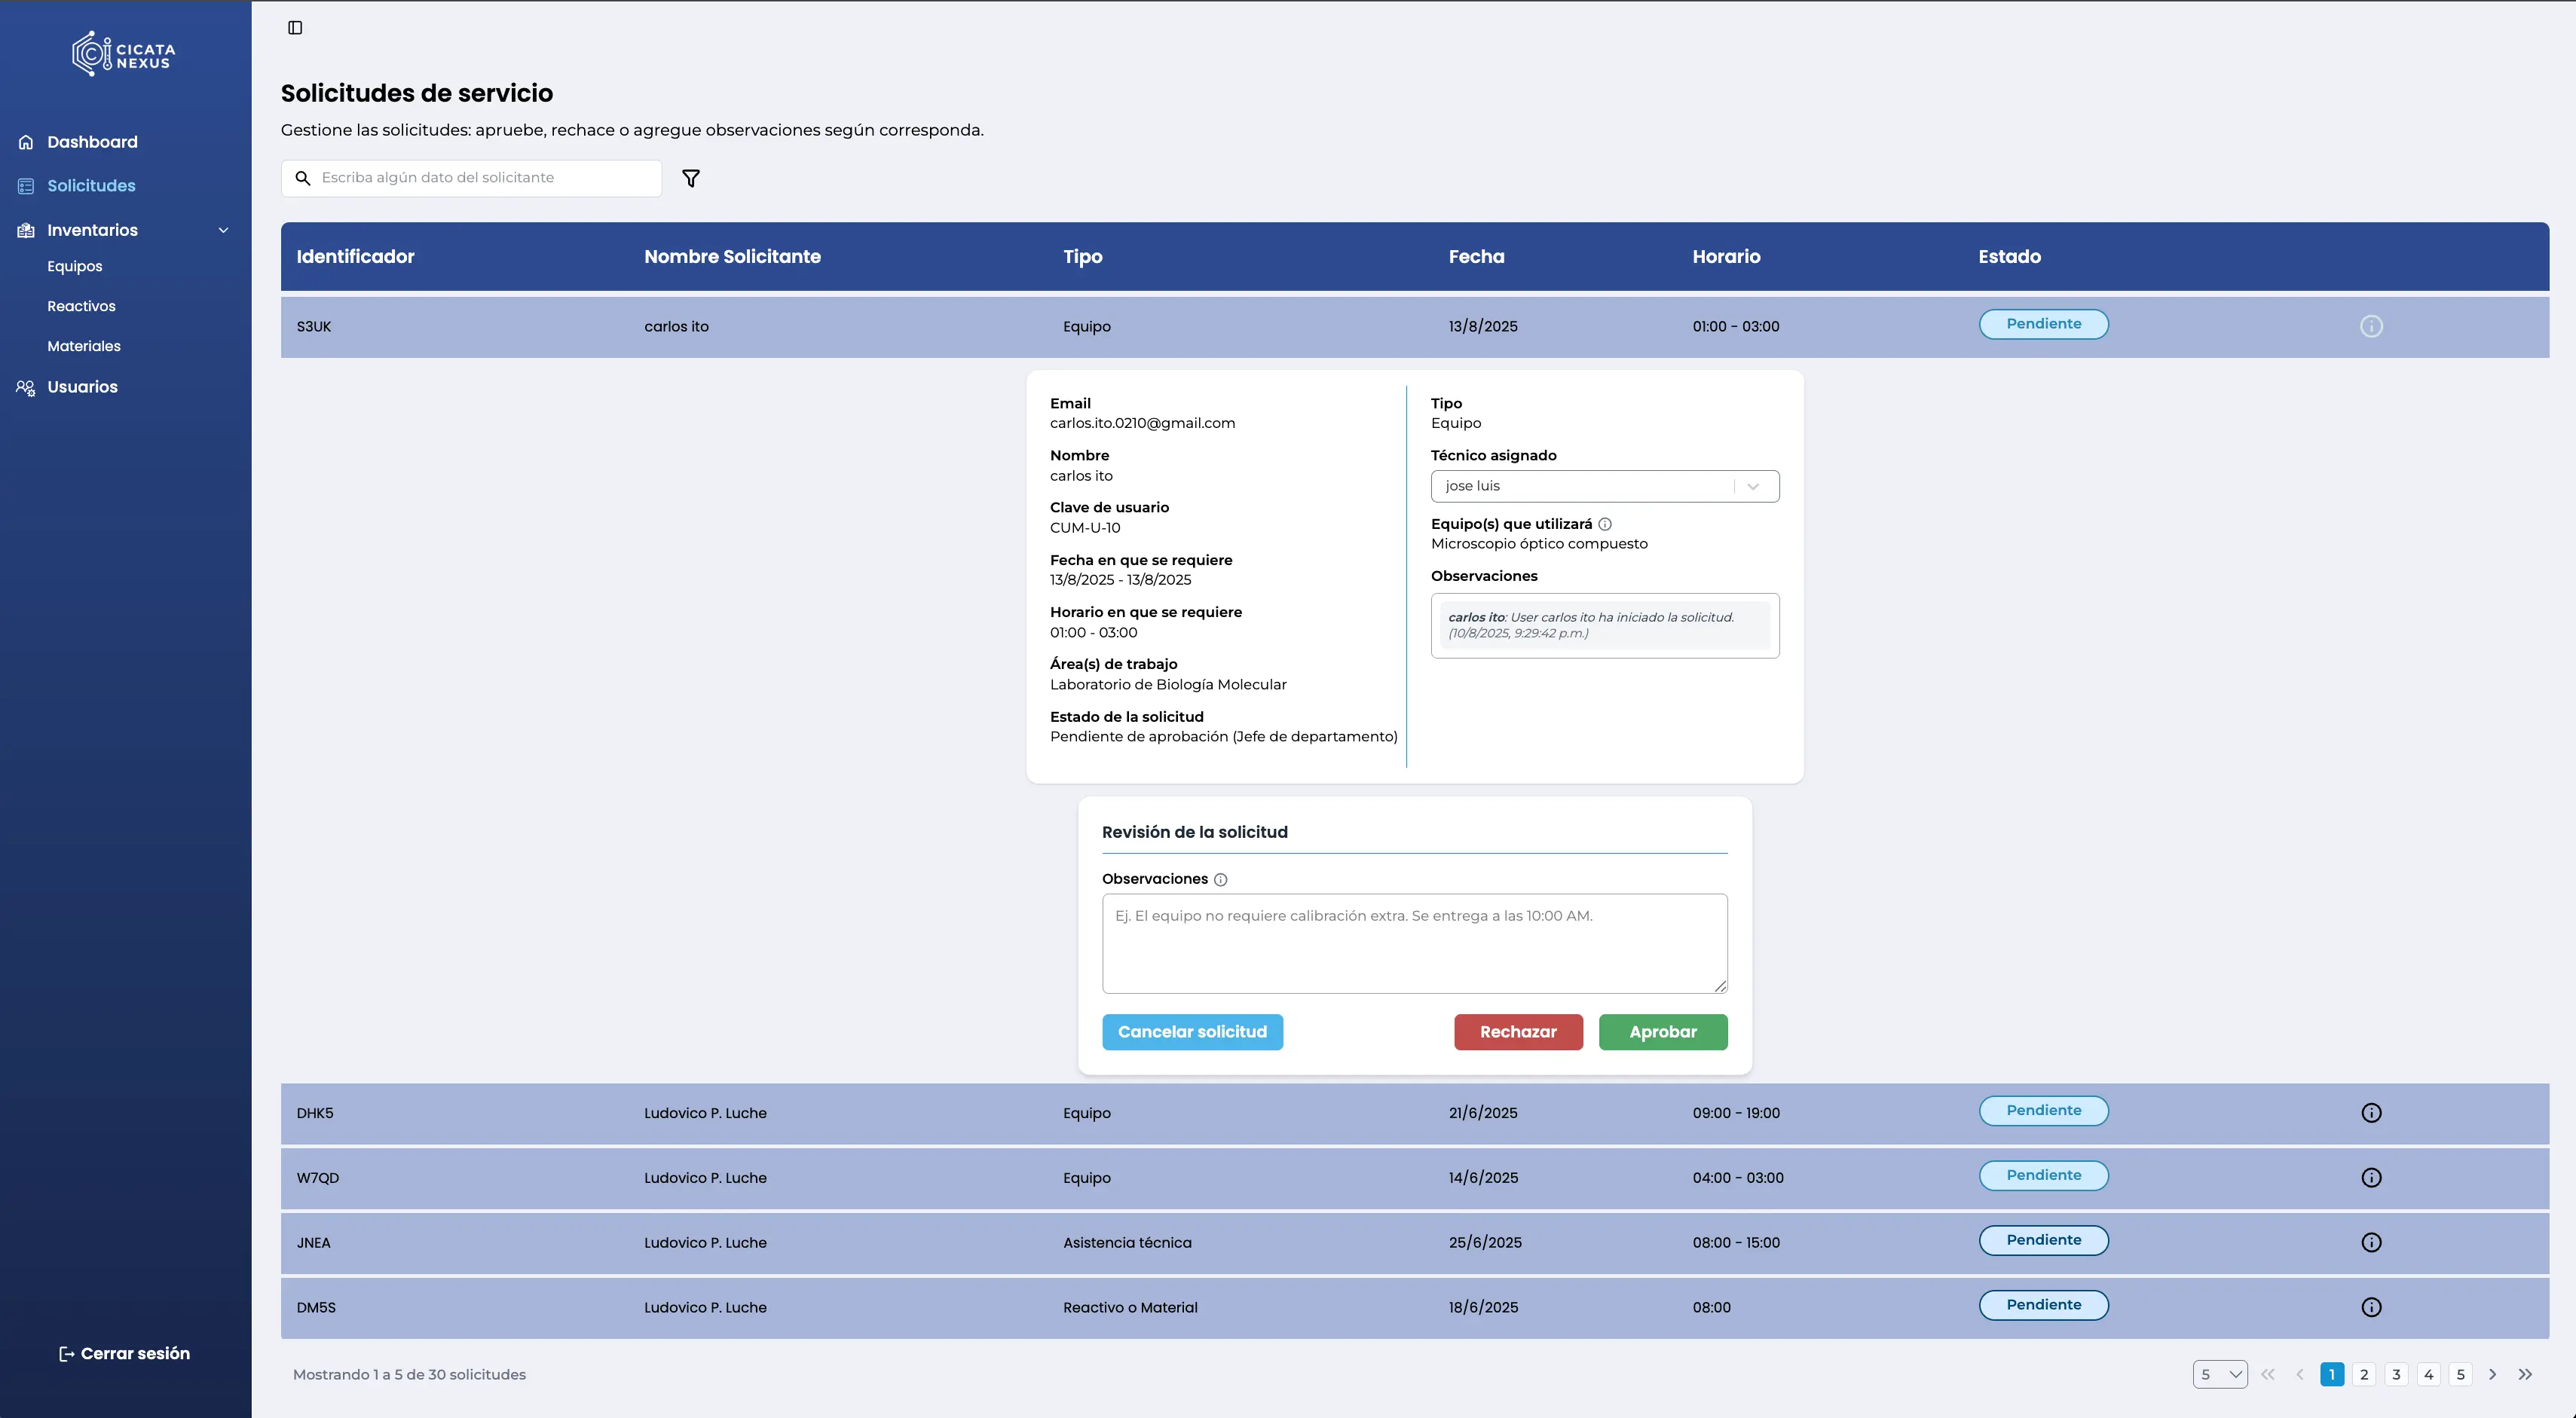 CICATA
NEXUS
Dashboard
Solicitudes
Inventarios
Equipos
Reactivos
Materiales
Usuarios
Cerrar sesión
Solicitudes de servicio
Gestione las solicitudes: apruebe, rechace o agregue observaciones según corresponda.
Escriba algún dato del solicitante
Identificador Nombre Solicitante Tipo Fecha Horario Estado
S3UK carlos ito Equipo 13/8/2025 01:00 - 03:00 Pendiente
Email
carlos.ito.0210@gmail.com
Nombre
carlos ito
Clave de usuario
CUM-U-10
Fecha en que se requiere
13/8/2025 - 13/8/2025
Horario en que se requiere
01:00 - 03:00
Área(s) de trabajo
Laboratorio de Biología Molecular
Estado de la solicitud
Pendiente de aprobación (Jefe de departamento)
Tipo
Equipo
Técnico asignado
jose luis
Equipo(s) que utilizará
Microscopio óptico compuesto
Observaciones
carlos ito: User carlos ito ha iniciado la solicitud.
(10/8/2025, 9:29:42 p.m.)
Revisión de la solicitud
Observaciones
Ej. El equipo no requiere calibración extra. Se entrega a las 10:00 AM.
Cancelar solicitud Rechazar Aprobar
DHK5 Ludovico P. Luche Equipo 21/6/2025 09:00 - 19:00 Pendiente
W7QD Ludovico P. Luche Equipo 14/6/2025 04:00 - 03:00 Pendiente
JNEA Ludovico P. Luche Asistencia técnica 25/6/2025 08:00 - 15:00 Pendiente
DM5S Ludovico P. Luche Reactivo o Material 18/6/2025 08:00 Pendiente
Mostrando 1 a 5 de 30 solicitudes
5 1 2 3 4 5